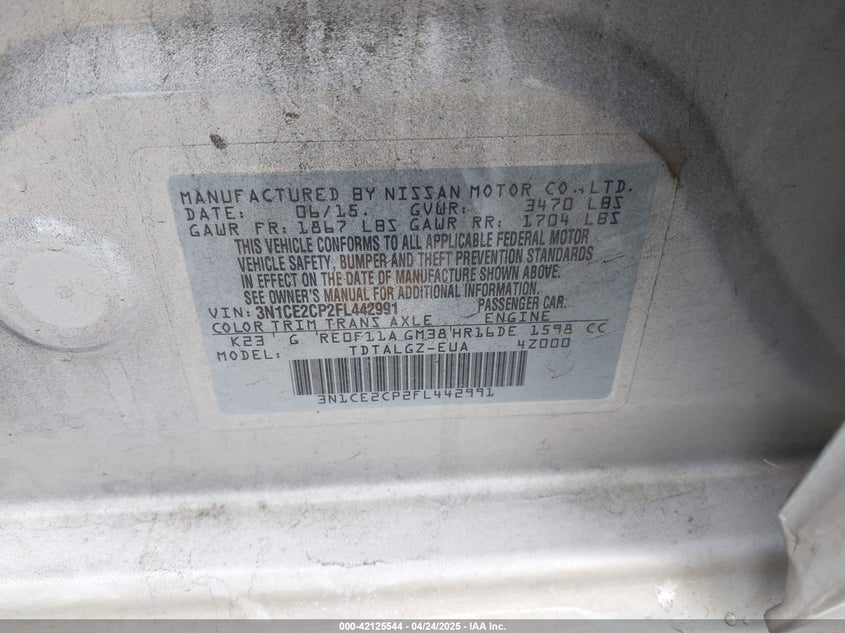 MANUFACTURED BY NISSAN MOTOR CO., LTD.
DATE: 06/15. GVWR: 3470 LBS
GAWR FR: 1867 LBS GAWR RR: 1704 LBS
THIS VEHICLE CONFORMS TO ALL APPLICABLE FEDERAL MOTOR
VEHICLE SAFETY, BUMPER AND THEFT PREVENTION STANDARDS
IN EFFECT ON THE DATE OF MANUFACTURE SHOWN ABOVE.
SEE OWNER'S MANUAL FOR ADDITIONAL INFORMATION.
VIN: 3N1CE2CP2FL442991 PASSENGER CAR.
COLOR TRIM TRANS AXLE ENGINE
K23 G RE0F11A GM38 HR16DE 1598 CC
MODEL: TDTALGZ-EUA 4Z000
3N1CE2CP2FL442991
000-42125544 | 04/24/2025 - IAA Inc.